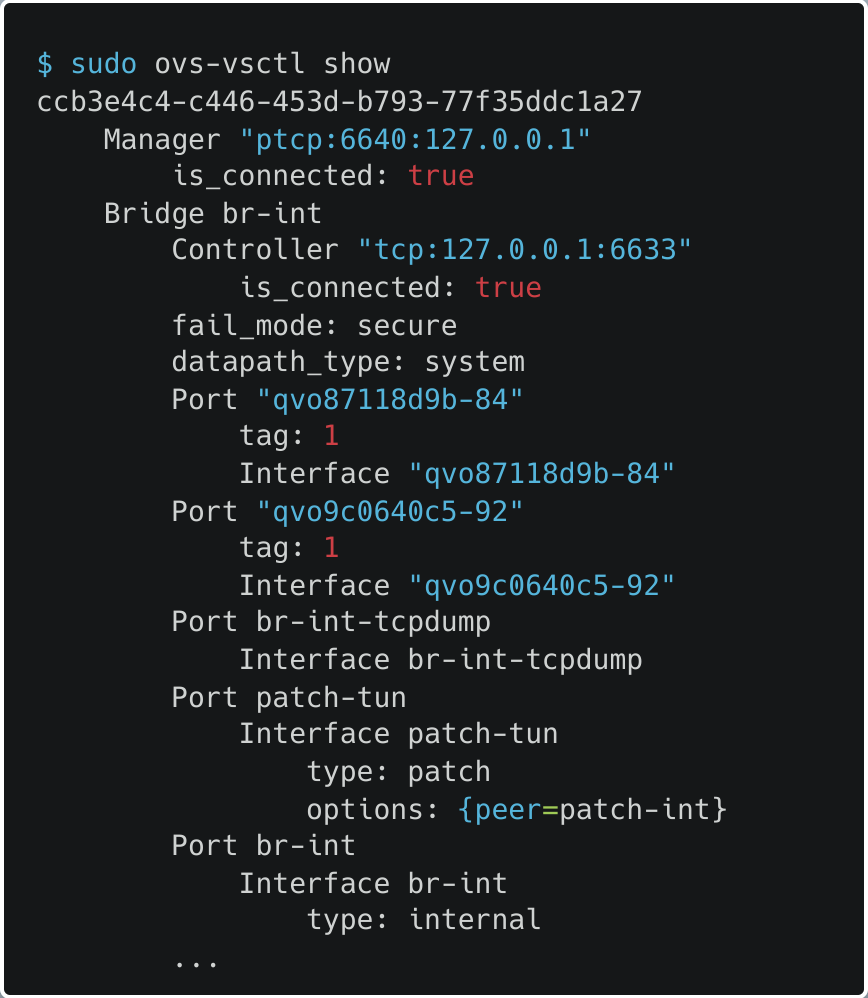 $ sudo ovs-vsctl show
ccb3e4c4-c446-453d-b793-77f35ddc1a27
    Manager "ptcp:6640:127.0.0.1"
        is_connected: true
    Bridge br-int
        Controller "tcp:127.0.0.1:6633"
            is_connected: true
        fail_mode: secure
        datapath_type: system
        Port "qvo87118d9b-84"
            tag: 1
            Interface "qvo87118d9b-84"
        Port "qvo9c0640c5-92"
            tag: 1
            Interface "qvo9c0640c5-92"
        Port br-int-tcpdump
            Interface br-int-tcpdump
        Port patch-tun
            Interface patch-tun
                type: patch
                options: {peer=patch-int}
        Port br-int
            Interface br-int
                type: internal
        ...